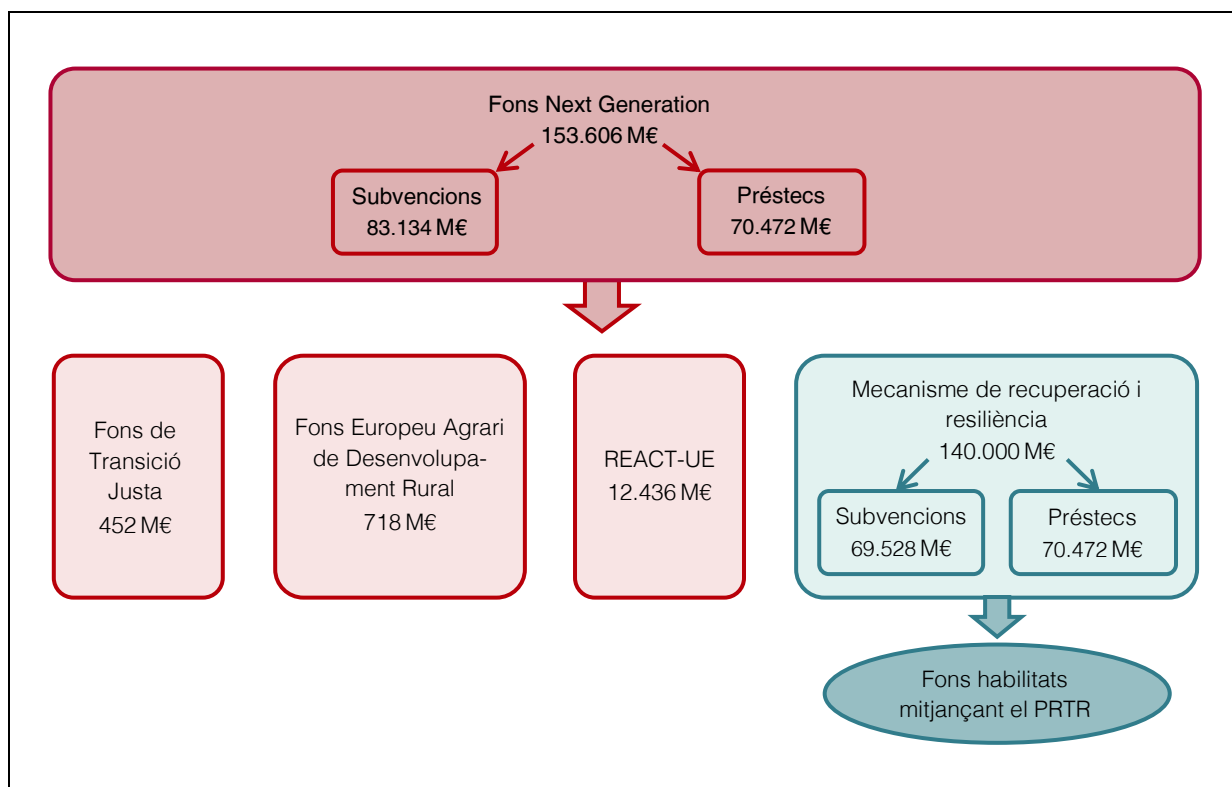 Fons Next Generation
153.606 M€
Subvencions
83.134 M€
Préstecs
70.472 M€
Fons de
Transició
Justa
452 M€
Fons Europeu Agrari
de Desenvolupa-
ment Rural
718 M€
REACT-UE
12.436 M€
Mecanisme de recuperació i
resiliència
140.000 M€
Subvencions
69.528 M€
Préstecs
70.472 M€
Fons habilitats
mitjançant el PRTR